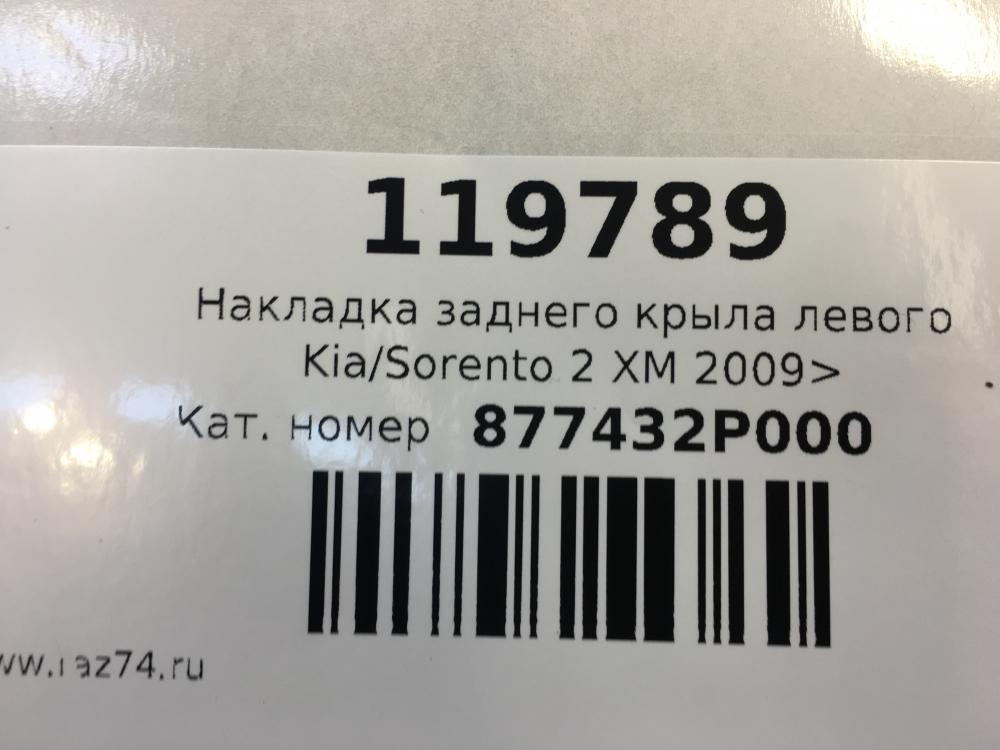 119789
Накладка заднего крыла левого
Kia/Sorento 2 XM 2009>
Кат. номер 877432P000